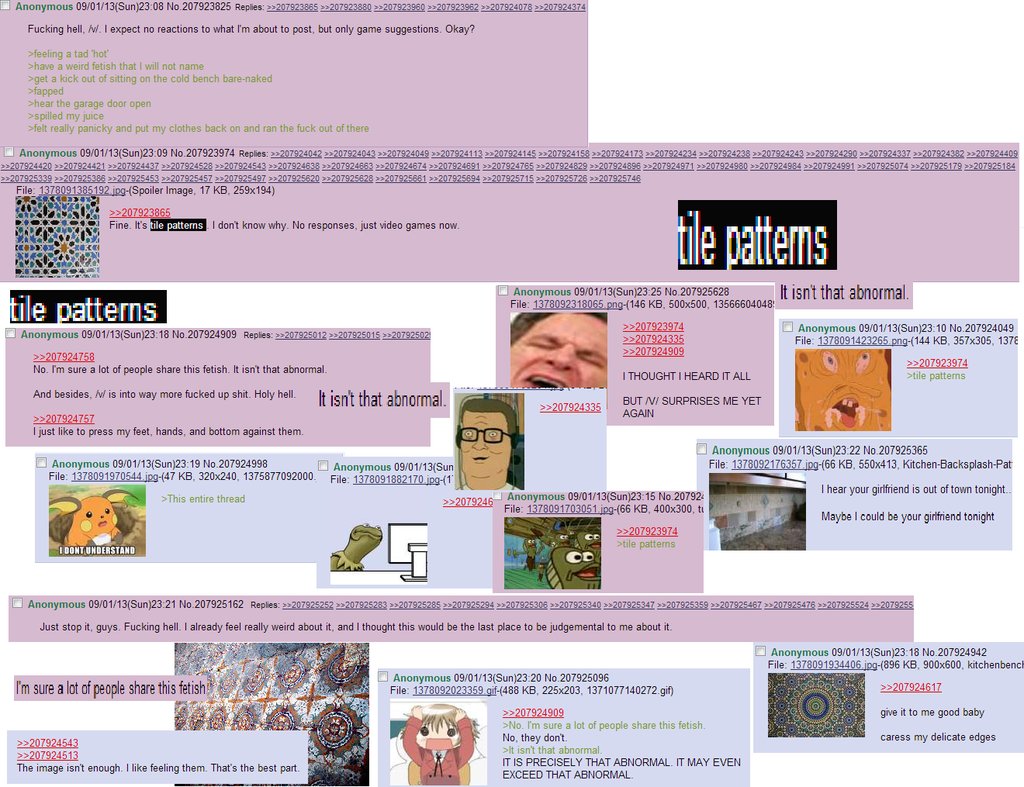 Anonymous 09/01/13(Sun)23:08 No.207923825 Replies: >>207923865 >>207923880 >>207923960 >>207923962 >>207924078 >>207924374
Fucking hell, /v/. I expect no reactions to what I'm about to post, but only game suggestions. Okay?
>feeling a tad 'hot'
>have a weird fetish that I will not name
>get a kick out of sitting on the cold bench bare-naked
>fapped
>hear the garage door open
>spilled my juice
>felt really panicky and put my clothes back on and ran the fuck out of there
Anonymous 09/01/13(Sun)23:09 No.207923974 Replies: >>207924042 >>207924043 >>207924049 >>207924113 >>207924145 >>207924158 >>207924173 >>207924234 >>207924238 >>207924243 >>207924290 >>207924337 >>207924382 >>207924409
>>207924420 >>207924421 >>207924437 >>207924528 >>207924543 >>207924538 >>207924636 >>207924663 >>207924674 >>207924691 >>207924765 >>207924829 >>207924896 >>207924971 >>207924980 >>207924984 >>207924991 >>207925074 >>207925179 >>207925184
>>207925339 >>207925386 >>207925453 >>207925457 >>207925497 >>207925620 >>207925628 >>207925661 >>207925694 >>207925715 >>207925726 >>207925746
File: 1378091385192.jpg-(Spoiler Image, 17 KB, 259x194)
>>207923865
Fine. It's tile patterns. I don't know why. No responses, just video games now.
tile patterns
tile patterns
Anonymous 09/01/13(Sun)23:18 No.207924909 Replies: >>207925012 >>207925015 >>20792502
>>207924758
No. I'm sure a lot of people share this fetish. It isn't that abnormal.
And besides, /v/ is into way more fucked up shit. Holy hell.
>>207924757
I just like to press my feet, hands, and bottom against them.
It isn't that abnormal.
Anonymous 09/01/13(Sun)23:25 No.207925628
File: 1378092318065.png-(146 KB, 500x500, 13566604048
>>207923974
>>207924335
>>207924909
I THOUGHT I HEARD IT ALL
BUT /V/ SURPRISES ME YET
AGAIN
It isn't that abnormal.
Anonymous 09/01/13(Sun)23:10 No.207924049
File: 1378091423265.png-(144 KB, 357x305, 1378
>>207923974
>tile patterns
>>207924335
Anonymous 09/01/13(Sun)23:19 No.207924998
File: 1378091970544.jpg-(47 KB, 320x240, 1375877092000.
>This entire thread
I DONT UNDERSTAND
Anonymous 09/01/13(Sun
File: 1378091882170.jpg-(1
>>2079246
Anonymous 09/01/13(Sun)23:15 No.20792
File: 1378091703051.jpg-(66 KB, 400x300, tu
>>207923974
>tile patterns
Anonymous 09/01/13(Sun)23:22 No.207925365
File: 1378092176357.jpg-(66 KB, 550x413, Kitchen-Backsplash-Pat
I hear your girlfriend is out of town tonight..
Maybe I could be your girlfriend tonight
Anonymous 09/01/13(Sun)23:21 No.207925162 Replies: >>207925252 >>207925283 >>207925285 >>207925294 >>207925306 >>207925340 >>207925347 >>207925359 >>207925467 >>207925476 >>207925524 >>2079255
Just stop it, guys. Fucking hell. I already feel really weird about it, and I thought this would be the last place to be judgemental to me about it.
I'm sure a lot of people share this fetish!
>>207924543
>>207924513
The image isn't enough. I like feeling them. That's the best part.
Anonymous 09/01/13(Sun)23:20 No.207925096
File: 1378092023359.gif-(488 KB, 225x203, 1371077140272.gif)
>>207924909
>No. I'm sure a lot of people share this fetish.
No, they don't.
>It isn't that abnormal.
IT IS PRECISELY THAT ABNORMAL. IT MAY EVEN
EXCEED THAT ABNORMAL.
Anonymous 09/01/13(Sun)23:18 No.207924942
File: 1378091934406.jpg-(896 KB, 900x600, kitchenbench
>>207924617
give it to me good baby
caress my delicate edges